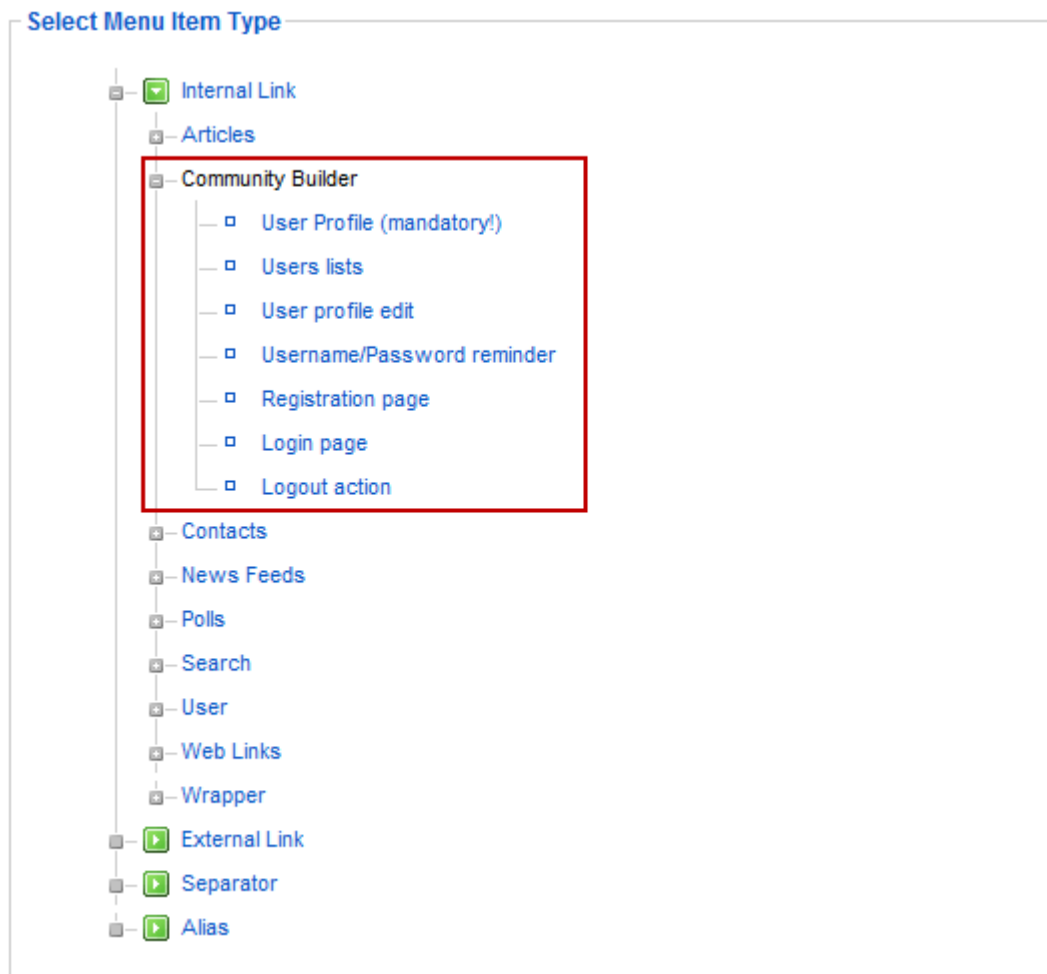 Select Menu Item Type
Internal Link
Articles
Community Builder
User Profile (mandatory!)
Users lists
User profile edit
Username/Password reminder
Registration page
Login page
Logout action
Contacts
News Feeds
Polls
Search
User
Web Links
Wrapper
External Link
Separator
Alias